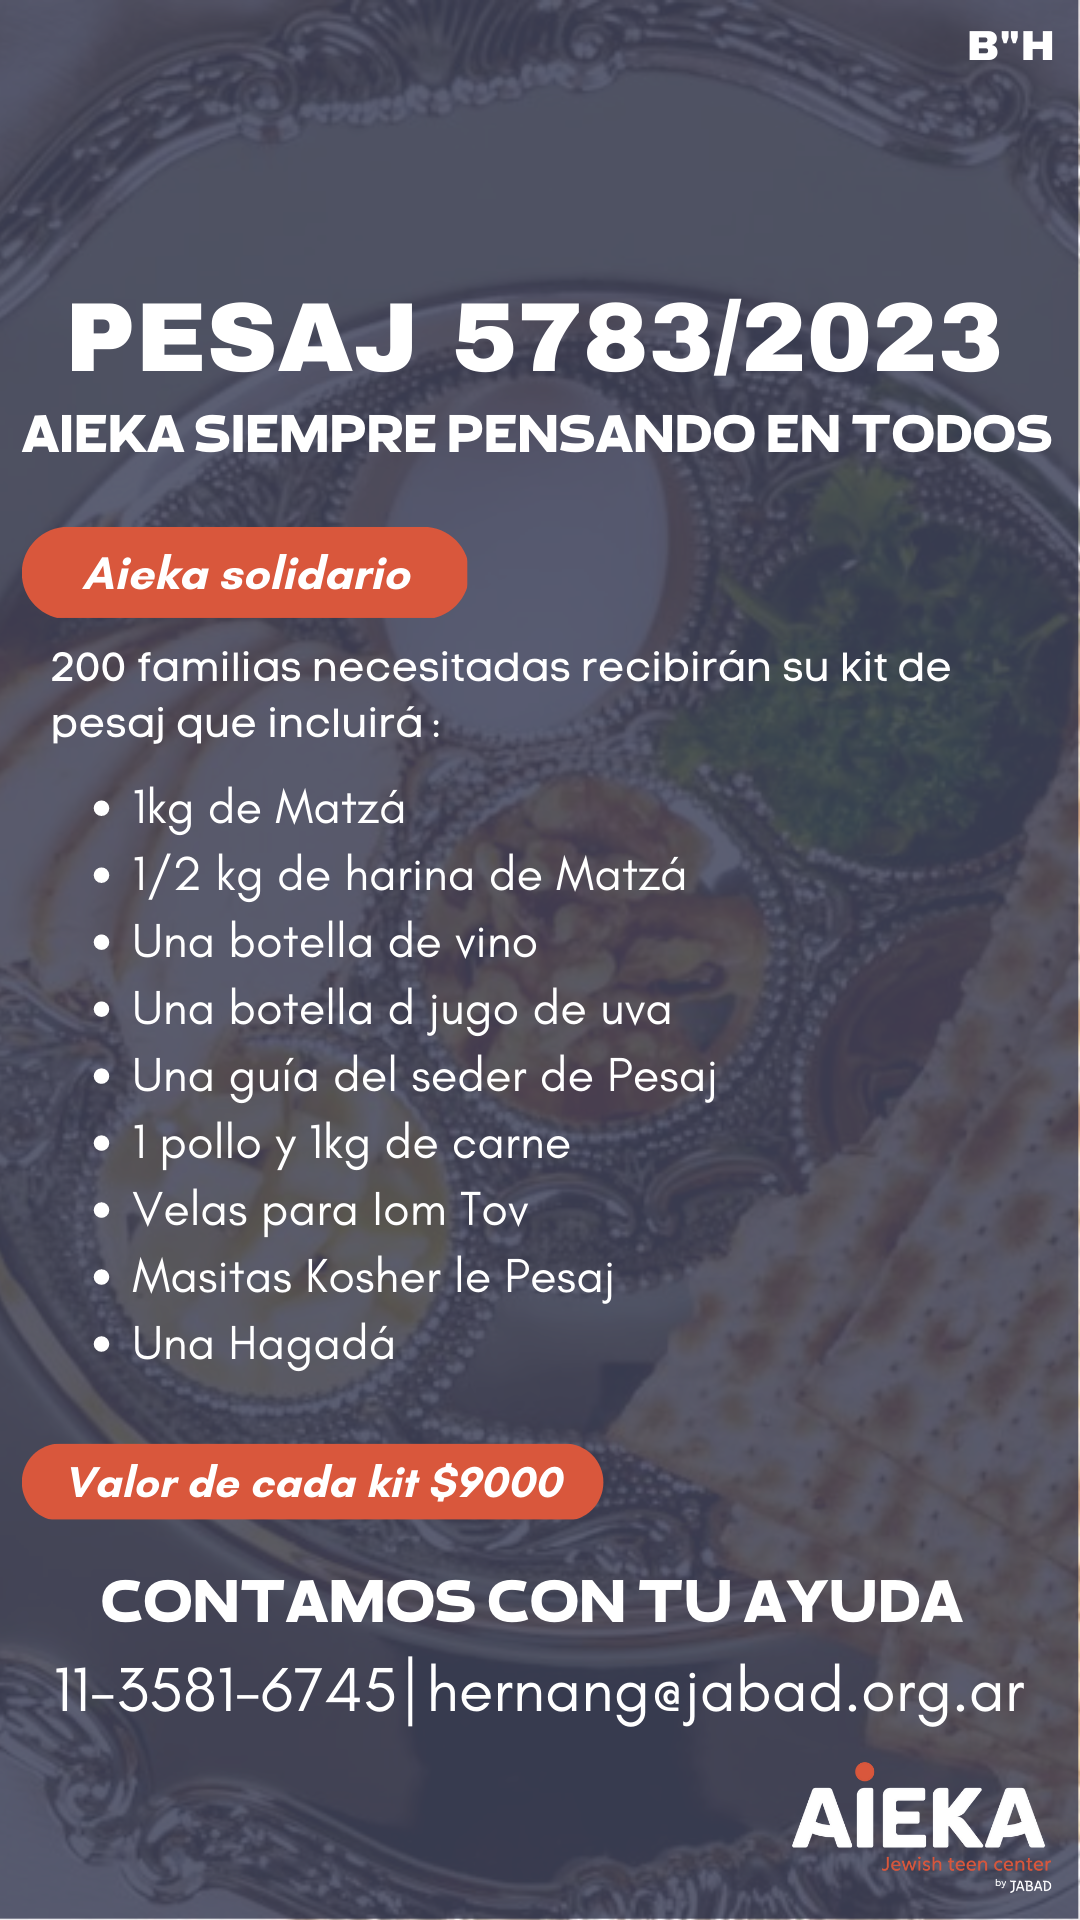 B"H
PESAJ 5783/2023
AIEKA SIEMPRE PENSANDO EN TODOS
Aieka solidario
200 familias necesitadas recibirán su kit de
pesaj que incluirá :
• 1kg de Matzá
• 1/2 kg de harina de Matzá
• Una botella de vino
• Una botella d jugo de uva
• Una guía del seder de Pesaj
• 1 pollo y 1kg de carne
• Velas para Iom Tov
• Masitas Kosher le Pesaj
• Una Hagadá
Valor de cada kit $9000
CONTAMOS CON TU AYUDA
11-3581-6745|hernang@jabad.org.ar
AiEKA
Jewish teen center
by JABAD